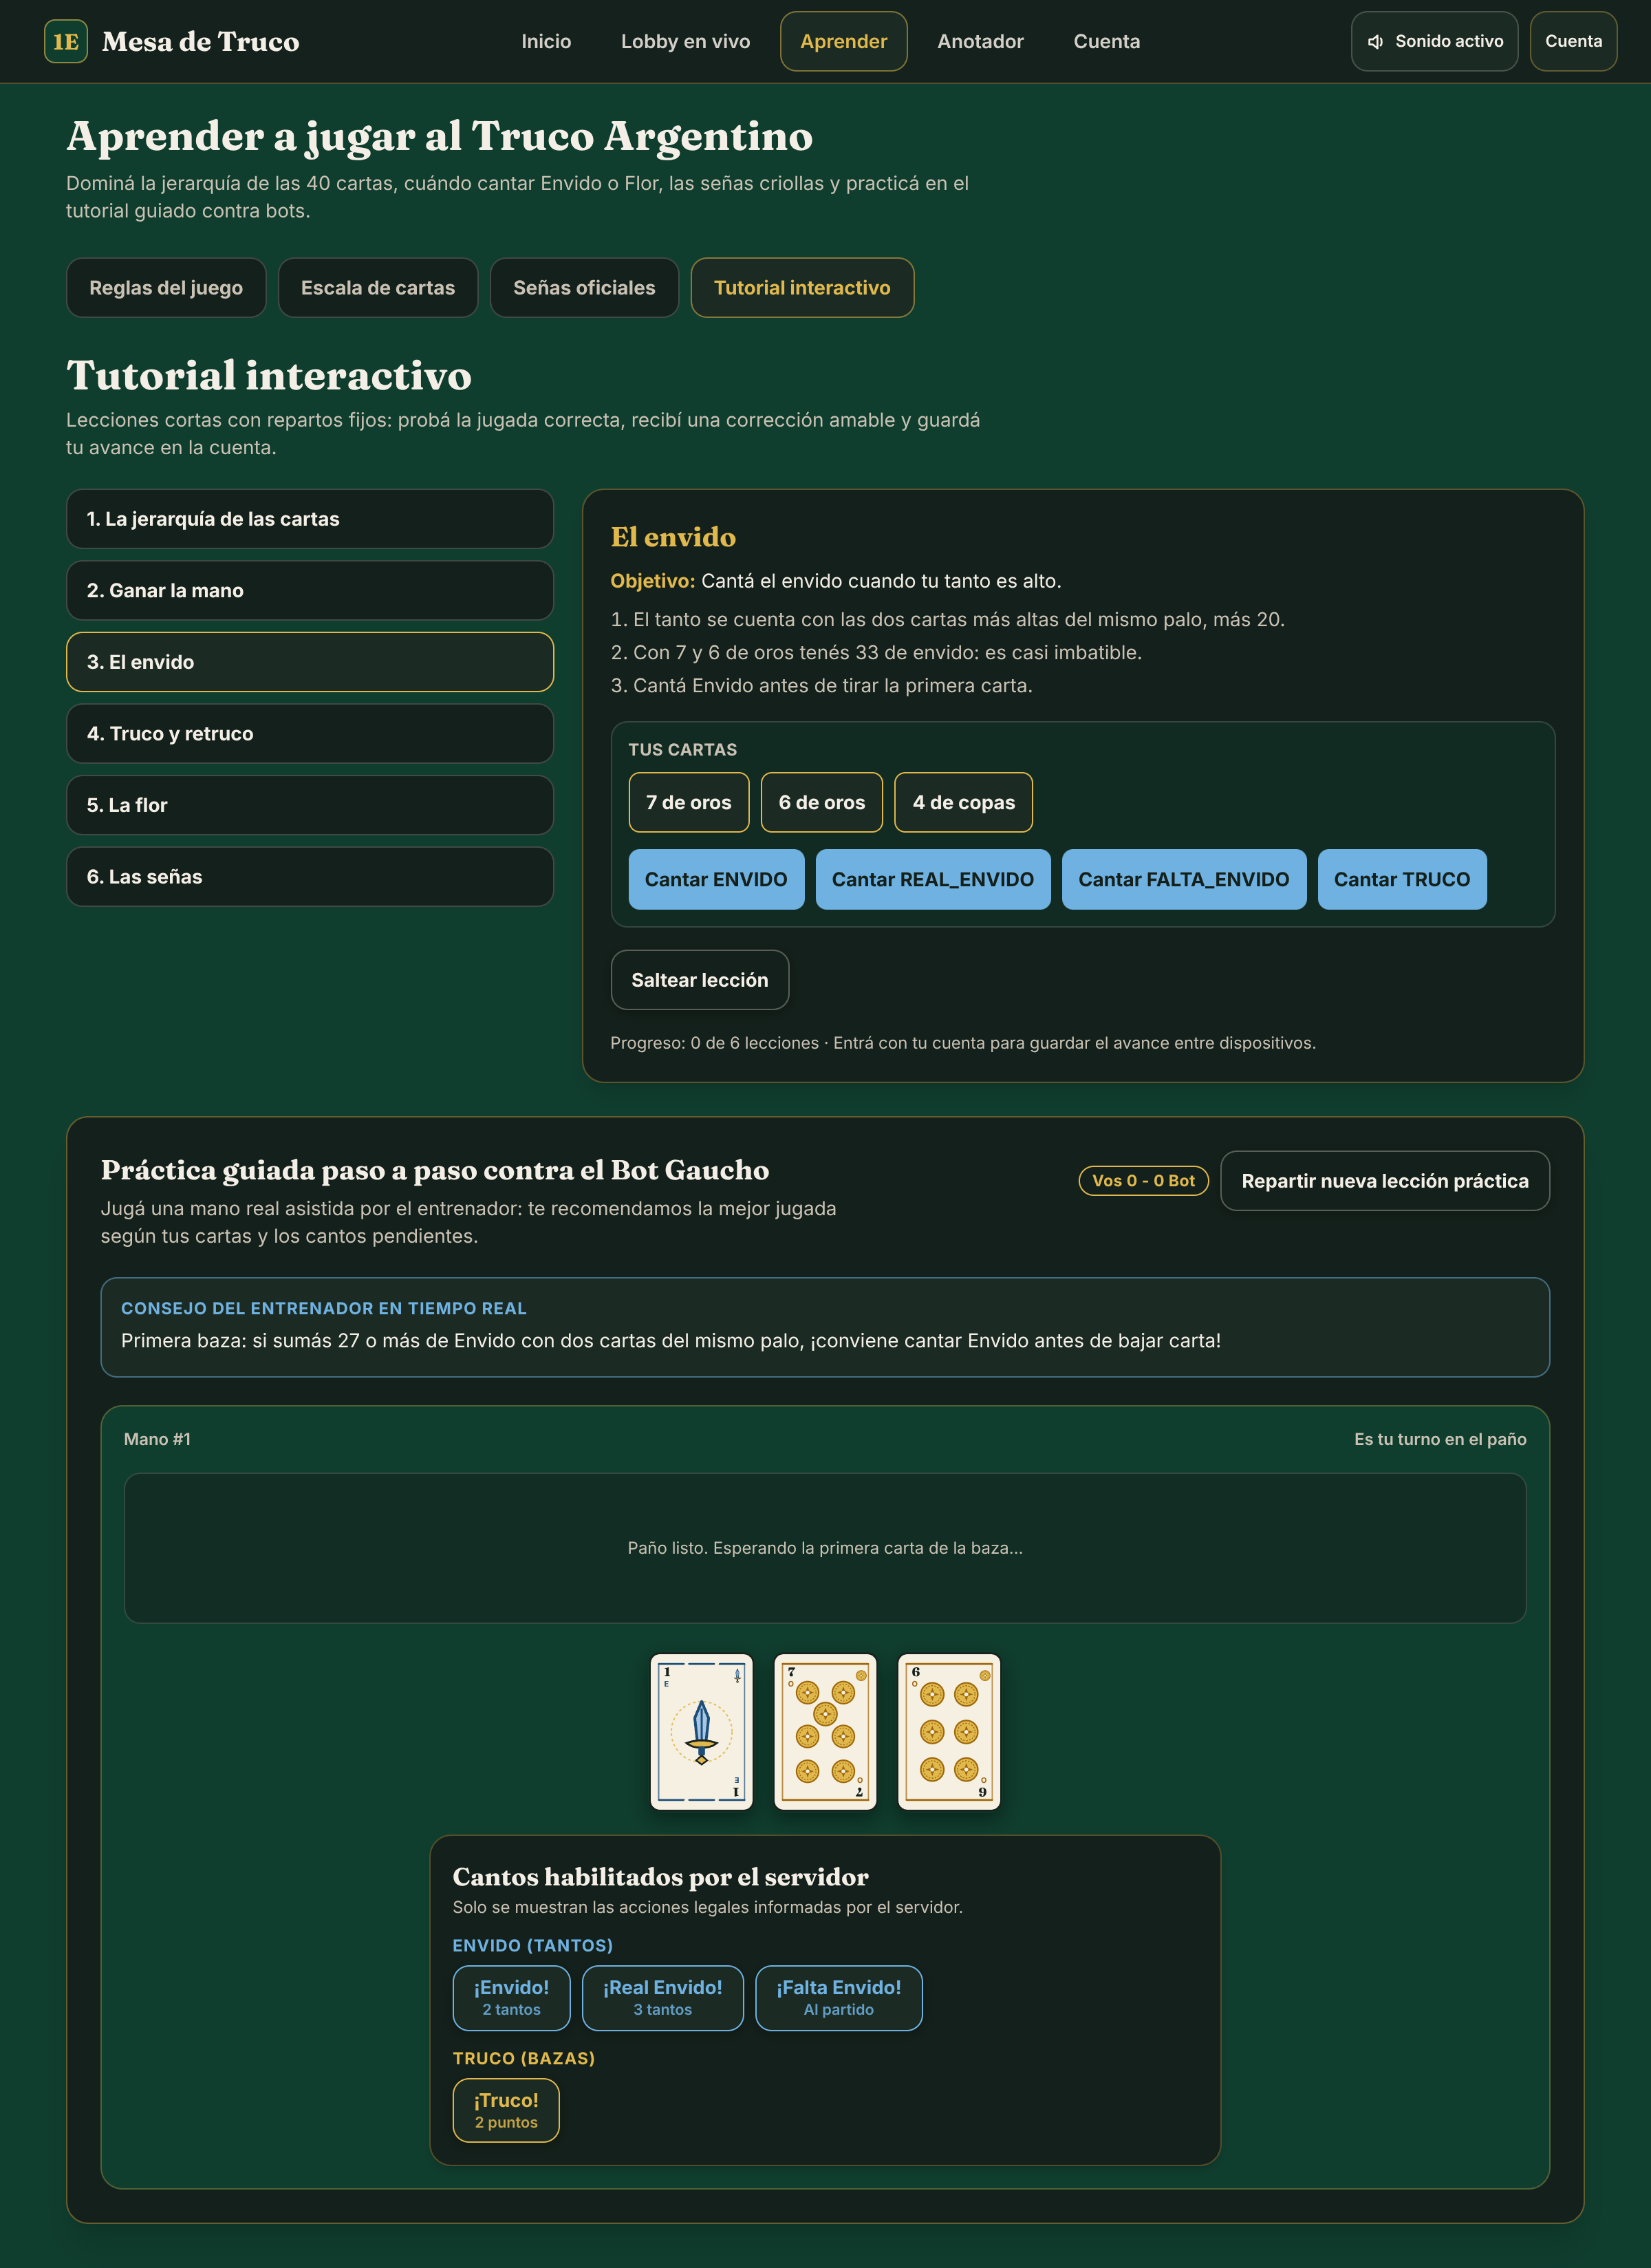 1E
Mesa de Truco
Inicio
Lobby en vivo
Aprender
Anotador
Cuenta
Sonido activo
Cuenta
Aprender a jugar al Truco Argentino
Dominá la jerarquía de las 40 cartas, cuándo cantar Envido o Flor, las señas criollas y practicá en el
tutorial guiado contra bots.
Reglas del juego
Escala de cartas
Señas oficiales
Tutorial interactivo
Tutorial interactivo
Lecciones cortas con repartos fijos: probá la jugada correcta, recibí una corrección amable y guardá
tu avance en la cuenta.
1. La jerarquía de las cartas
2. Ganar la mano
3. El envido
4. Truco y retruco
5. La flor
6. Las señas
El envido
Objetivo: Cantá el envido cuando tu tanto es alto.
1. El tanto se cuenta con las dos cartas más altas del mismo palo, más 20.
2. Con 7 y 6 de oros tenés 33 de envido: es casi imbatible.
3. Cantá Envido antes de tirar la primera carta.
TUS CARTAS
7 de oros
6 de oros
4 de copas
Cantar ENVIDO
Cantar REAL_ENVIDO
Cantar FALTA_ENVIDO
Cantar TRUCO
Saltear lección
Progreso: 0 de 6 lecciones · Entrá con tu cuenta para guardar el avance entre dispositivos.
Práctica guiada paso a paso contra el Bot Gaucho
Jugá una mano real asistida por el entrenador: te recomendamos la mejor jugada
según tus cartas y los cantos pendientes.
Vos 0 - 0 Bot
Repartir nueva lección práctica
CONSEJO DEL ENTRENADOR EN TIEMPO REAL
Primera baza: si sumás 27 o más de Envido con dos cartas del mismo palo, ¡conviene cantar Envido antes de bajar carta!
Mano #1
Es tu turno en el paño
Paño listo. Esperando la primera carta de la baza...
1
E
E
1
7
O
O
7
6
O
O
6
Cantos habilitados por el servidor
Solo se muestran las acciones legales informadas por el servidor.
ENVIDO (TANTOS)
¡Envido!
2 tantos
¡Real Envido!
3 tantos
¡Falta Envido!
Al partido
TRUCO (BAZAS)
¡Truco!
2 puntos